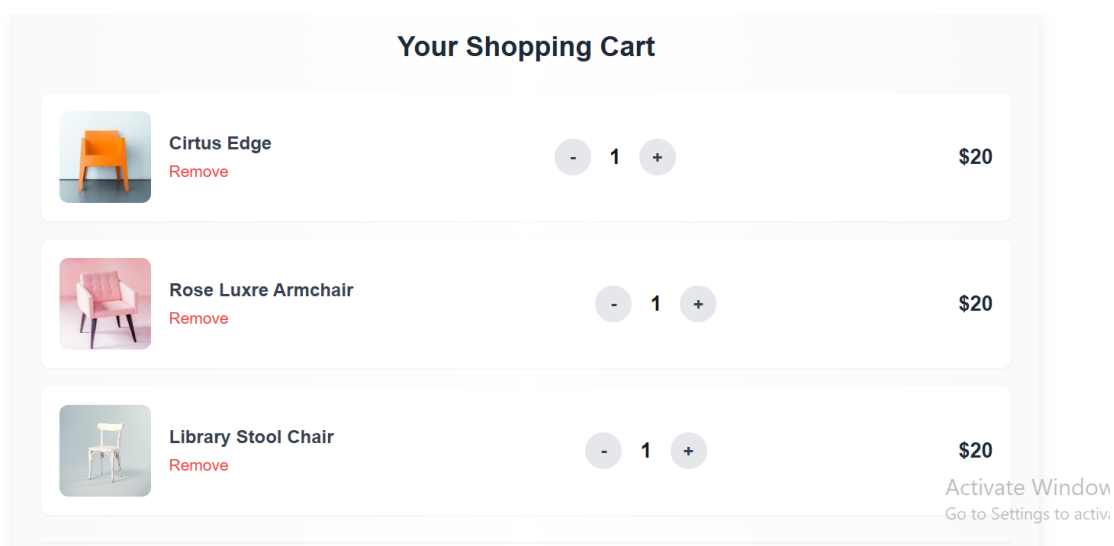 Your Shopping Cart
Cirtus Edge
Remove
- 1 +
$20
Rose Luxre Armchair
Remove
- 1 +
$20
Library Stool Chair
Remove
- 1 +
$20
Activate Window
Go to Settings to activa